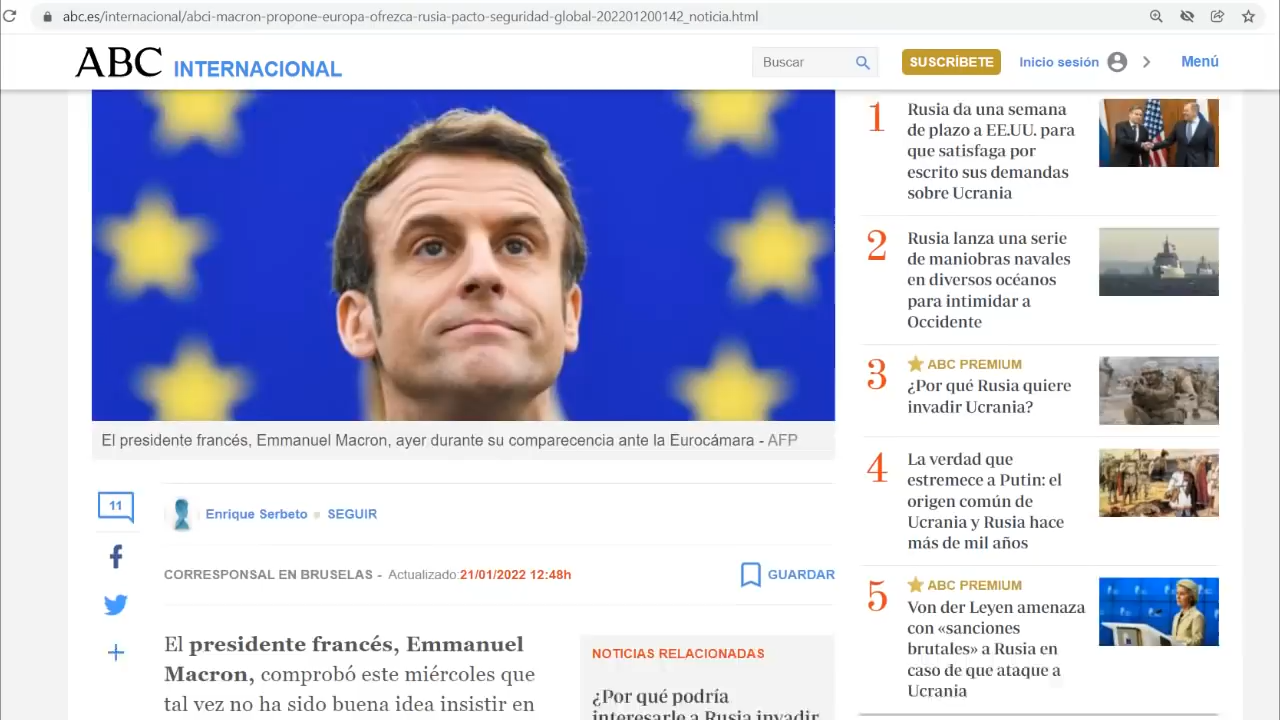 abc.es/internacional/abci-macron-propone-europa-ofrezca-rusia-pacto-seguridad-global-202201200142_noticia.html
ABC INTERNACIONAL
Buscar
SUSCRÍBETE
Inicio sesión
Menú
El presidente francés, Emmanuel Macron, ayer durante su comparecencia ante la Eurocámara - AFP
11
Enrique Serbeto
SEGUIR
CORRESPONSAL EN BRUSELAS - Actualizado:21/01/2022 12:48h
GUARDAR
El presidente francés, Emmanuel
Macron, comprobó este miércoles que
tal vez no ha sido buena idea insistir en
NOTICIAS RELACIONADAS
¿Por qué podría
interesarle a Rusia invadir
1
Rusia da una semana
de plazo a EE.UU. para
que satisfaga por
escrito sus demandas
sobre Ucrania
2
Rusia lanza una serie
de maniobras navales
en diversos océanos
para intimidar a
Occidente
3
ABC PREMIUM
¿Por qué Rusia quiere
invadir Ucrania?
4
La verdad que
estremece a Putin: el
origen común de
Ucrania y Rusia hace
más de mil años
5
ABC PREMIUM
Von der Leyen amenaza
con «sanciones
brutales» a Rusia en
caso de que ataque a
Ucrania